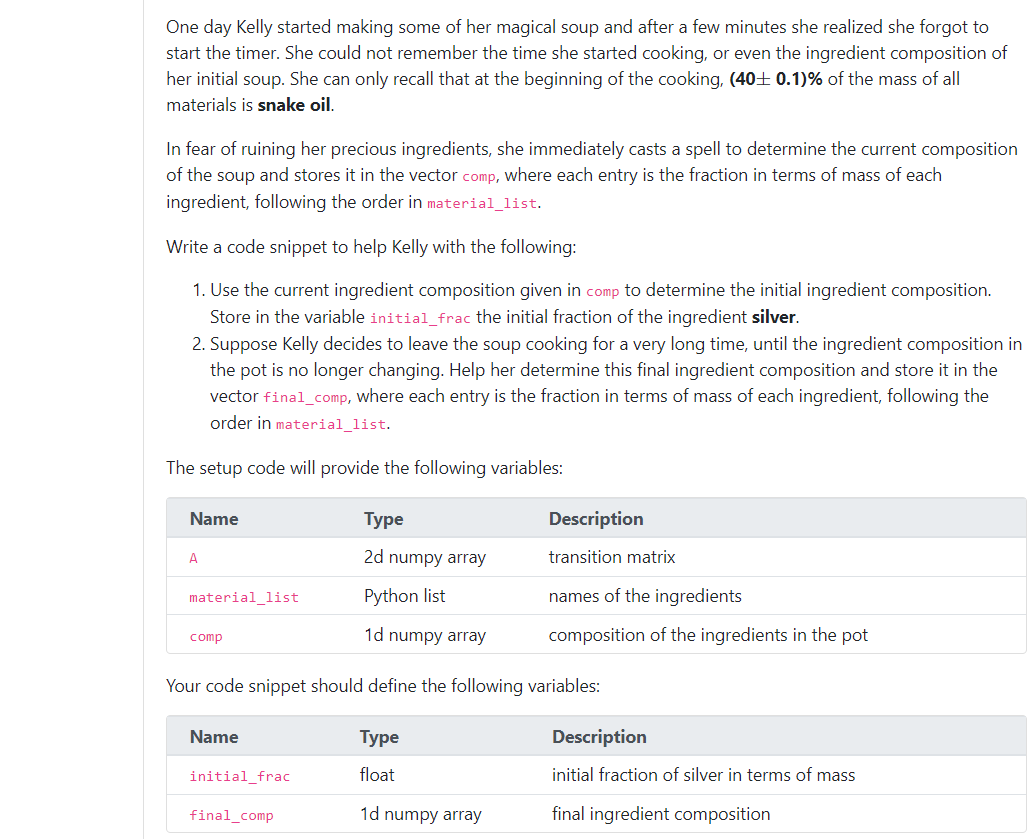 One day Kelly started making some of her magical soup and after a few minutes she realized she forgot to
start the timer. She could not remember the time she started cooking, or even the ingredient composition of
her initial soup. She can only recall that at the beginning of the cooking, (40± 0.1)% of the mass of all
materials is snake oil.
In fear of ruining her precious ingredients, she immediately casts a spell to determine the current composition
of the soup and stores it in the vector comp, where each entry is the fraction in terms of mass of each
ingredient, following the order in material_list.
Write a code snippet to help Kelly with the following:
1. Use the current ingredient composition given in comp to determine the initial ingredient composition.
Store in the variable initial_frac the initial fraction of the ingredient silver.
2. Suppose Kelly decides to leave the soup cooking for a very long time, until the ingredient composition in
the pot is no longer changing. Help her determine this final ingredient composition and store it in the
vector final_comp, where each entry is the fraction in terms of mass of each ingredient, following the
order in material_list.
The setup code will provide the following variables:
Name Type Description
A 2d numpy array transition matrix
material_list Python list names of the ingredients
comp 1d numpy array composition of the ingredients in the pot
Your code snippet should define the following variables:
Name Type Description
initial_frac float initial fraction of silver in terms of mass
final_comp 1d numpy array final ingredient composition